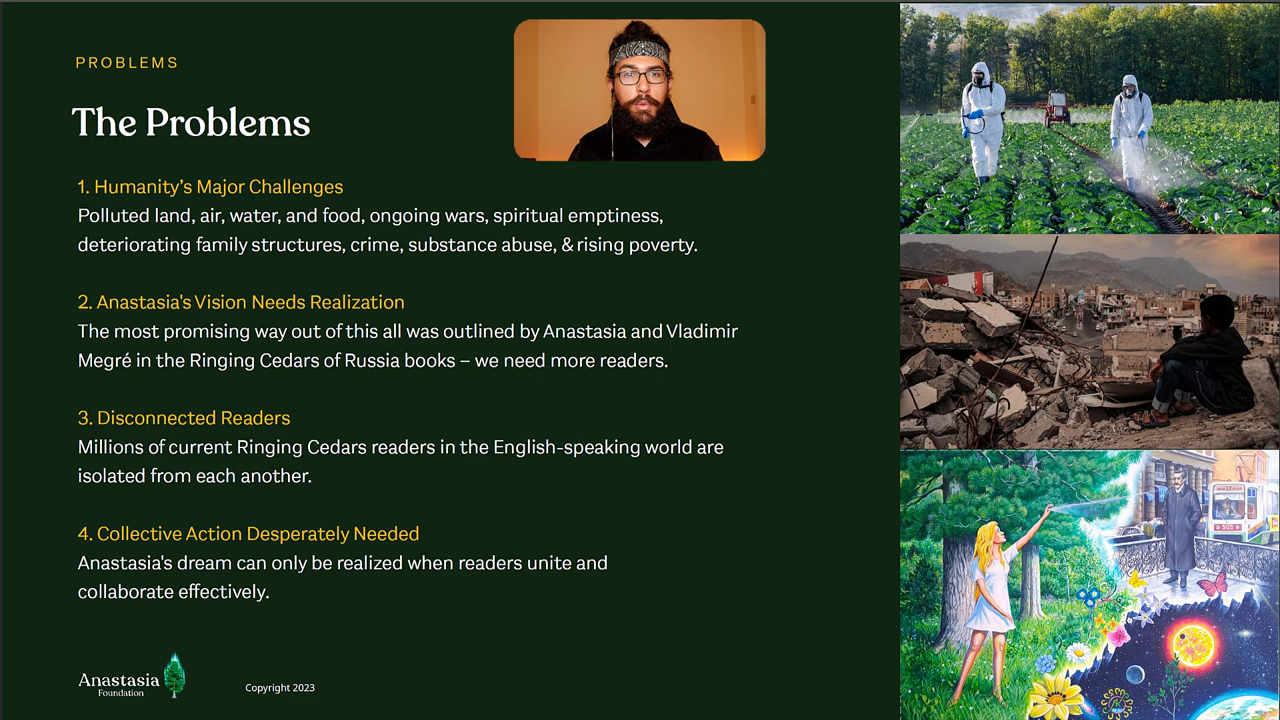 PROBLEMS
The Problems
1. Humanity's Major Challenges
Polluted land, air, water, and food, ongoing wars, spiritual emptiness,
deteriorating family structures, crime, substance abuse, & rising poverty.
2. Anastasia's Vision Needs Realization
The most promising way out of this all was outlined by Anastasia and Vladimir
Megré in the Ringing Cedars of Russia books – we need more readers.
3. Disconnected Readers
Millions of current Ringing Cedars readers in the English-speaking world are
isolated from each another.
4. Collective Action Desperately Needed
Anastasia's dream can only be realized when readers unite and
collaborate effectively.
Anastasia
Foundation
Copyright 2023